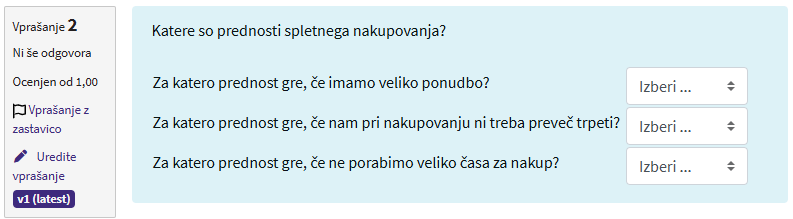 Vprašanje 2
Ni še odgovora
Ocenjen od 1,00
Vprašanje z
zastavico
Uredite
vprašanje
v1 (latest)
Katere so prednosti spletnega nakupovanja?
Za katero prednost gre, če imamo veliko ponudbo?
Izberi ...
Za katero prednost gre, če nam pri nakupovanju ni treba preveč trpeti?
Izberi ...
Za katero prednost gre, če ne porabimo veliko časa za nakup?
Izberi ...